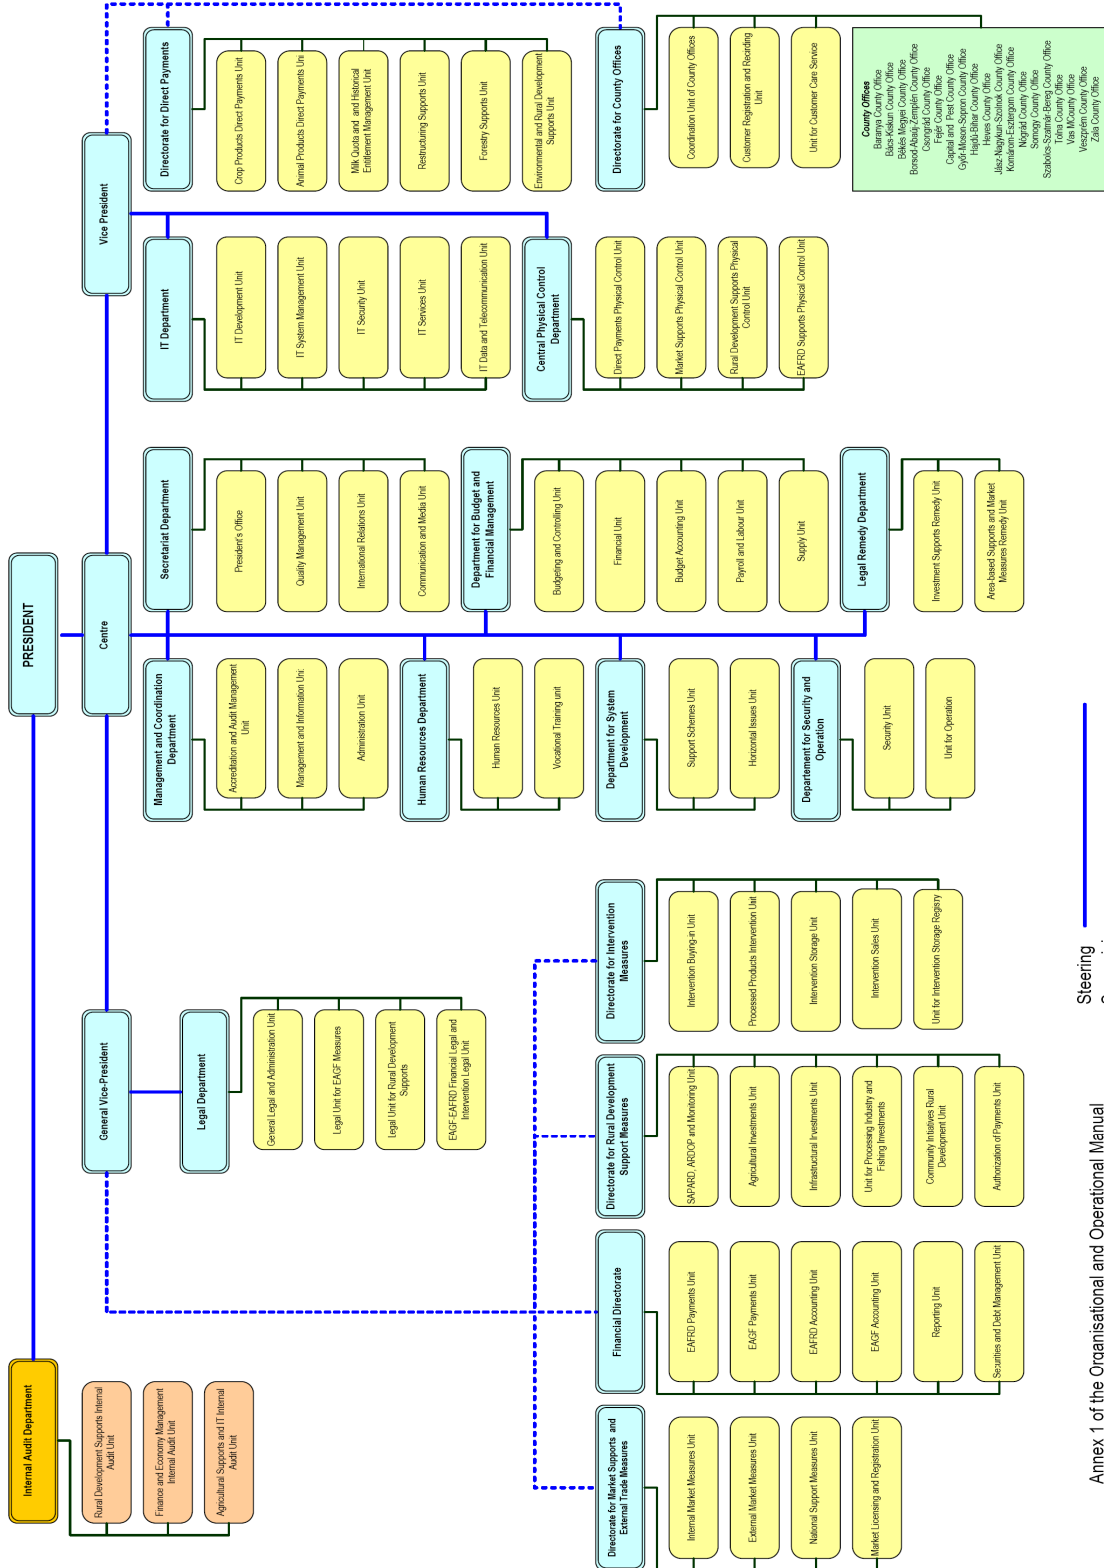 PRESIDENT
Internal Audit Department
Rural Development Supports Internal
Audit Unit
Finance and Economy Management
Internal Audit Unit
Agricultural Supports and IT Internal
Audit Unit
General Vice-President
Centre
Vice President
Legal Department
General Legal and Administration Unit
Legal Unit for EAGF Measures
Legal Unit for Rural Development
Supports
EAGF-EAFRD Financial Legal and
Intervention Legal Unit
Management and Coordination
Department
Accreditation and Audit Management
Unit
Management and Information Uni
Administration Unit
Secretariat Department
President's Office
Quality Management Unit
International Relations Unit
Communication and Media Unit
IT Department
IT Development Unit
IT System Management Unit
IT Security Unit
IT Services Unit
IT Data and Telecommunication Unit
Directorate for Direct Payments
Crop Products Direct Payments Unit
Animal Products Direct Payments Uni
Milk Quota and and Historical
Entitlement Management Unit
Restructuring Supports Unit
Forestry Supports Unit
Environmental and Rural Development
Supports Unit
Human Resources Department
Human Resources Unit
Vocational Training unit
Department for Budget and
Financial Management
Budgeting and Controlling Unit
Financial Unit
Budget Accounting Unit
Payroll and Labour Unit
Supply Unit
Central Physical Control
Department
Direct Payments Physical Control Unit
Market Supports Physical Control Unit
Rural Development Supports Physical
Control Unit
EAFRD Supports Physical Control Unit
Directorate for Market Supports and
External Trade Measures
Internal Market Measures Unit
External Market Measures Unit
National Support Measures Unit
Market Licensing and Registration Unit
Financial Directorate
EAFRD Payments Unit
EAGF Payments Unit
EAFRD Accounting Unit
EAGF Accounting Unit
Reporting Unit
Securities and Debt Management Unit
Directorate for Rural Development
Support Measures
SAPARD, ARDOP and Monitoring Unit
Agricultural Investments Unit
Infrastructural Investments Unit
Unit for Processing Industry and
Fishing Investments
Community Initiatives Rural
Development Unit
Authorization of Payments Unit
Directorate for Intervention
Measures
Intervention Buying-in Unit
Processed Products Intervention Unit
Intervention Storage Unit
Intervention Sales Unit
Unit for Intervention Storage Registry
Department for System
Development
Support Schemes Unit
Horizontal Issues Unit
Departement for Security and
Operation
Security Unit
Unit for Operation
Legal Remedy Department
Investment Supports Remedy Unit
Area-based Supports and Market
Measures Remedy Unit
Directorate for County Offices
Coordination Unit of County Offices
Customer Registration and Recording
Unit
Unit for Customer Care Service
County Offices
Baranya County Office
Bács-Kiskun County Office
Békés Megyei County Office
Borsod-Abaúj-Zemplén County Office
Csongrád County Office
Fejér County Office
Capital and Pest County Office
Győr-Moson-Sopron County Office
Hajdú-Bihar County Office
Heves County Office
Jász-Nagykun-Szolnok County Office
Komárnom-Esztergom County Office
Nógrád County Office
Somogy County Office
Szabolcs-Szatmár-Bereg County Office
Tolna County Office
Vas MCounty Office
Veszprém County Office
Zala County Office
Annex 1 of the Organisational and Operational Manual
Steering